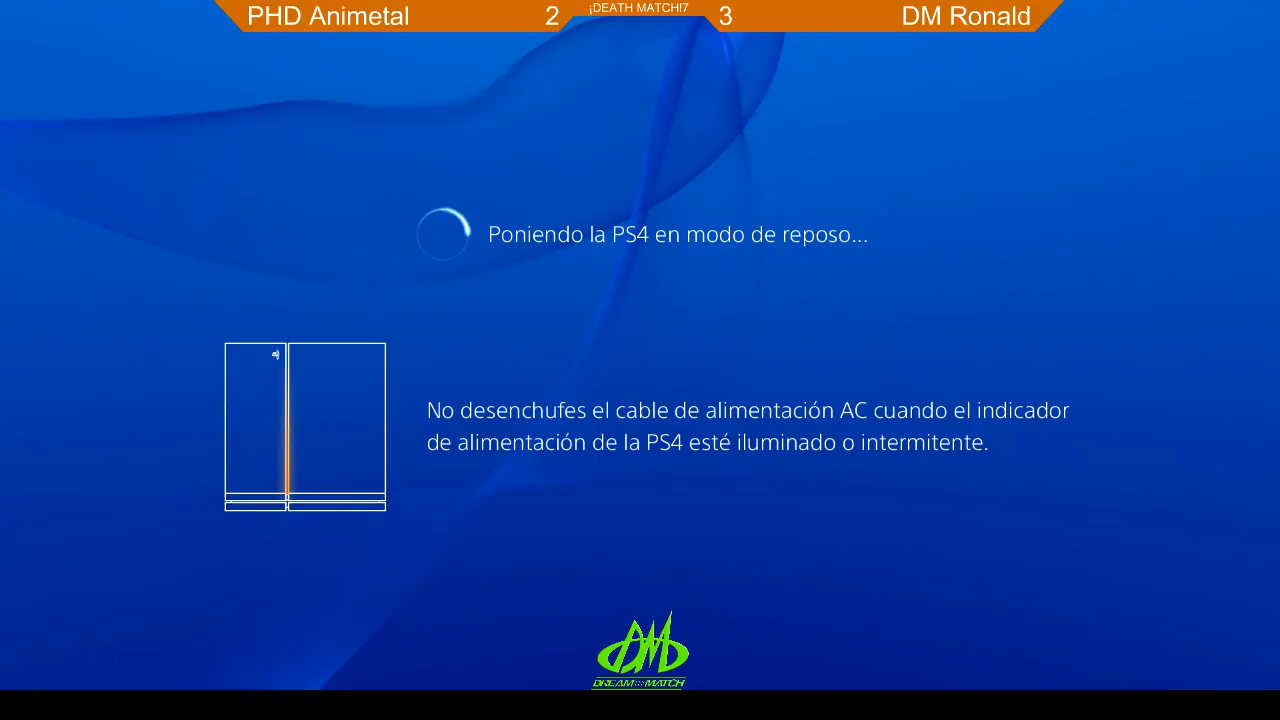 PHD Animetal 2 ¡DEATH MATCH!7 3 DM Ronald
Poniendo la PS4 en modo de reposo...
No desenchufes el cable de alimentación AC cuando el indicador
de alimentación de la PS4 esté iluminado o intermitente.
DM
DREAM:::MATCH